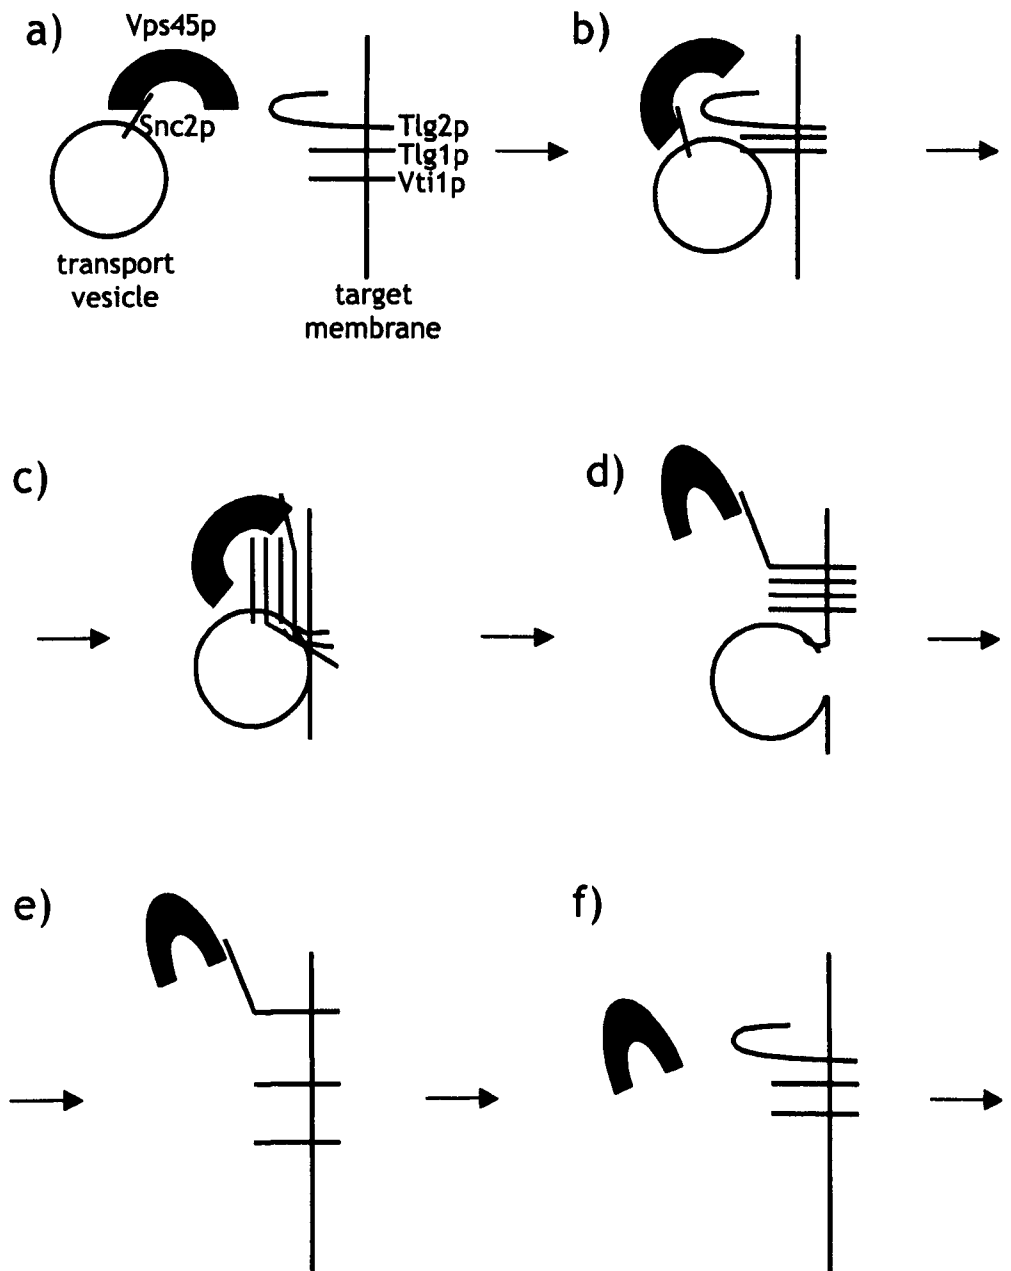 a)
Vps45p
Snc2p
Tlg2p
Tlg1p
Vti1p
transport
vesicle
target
membrane
b)
c)
d)
e)
f)